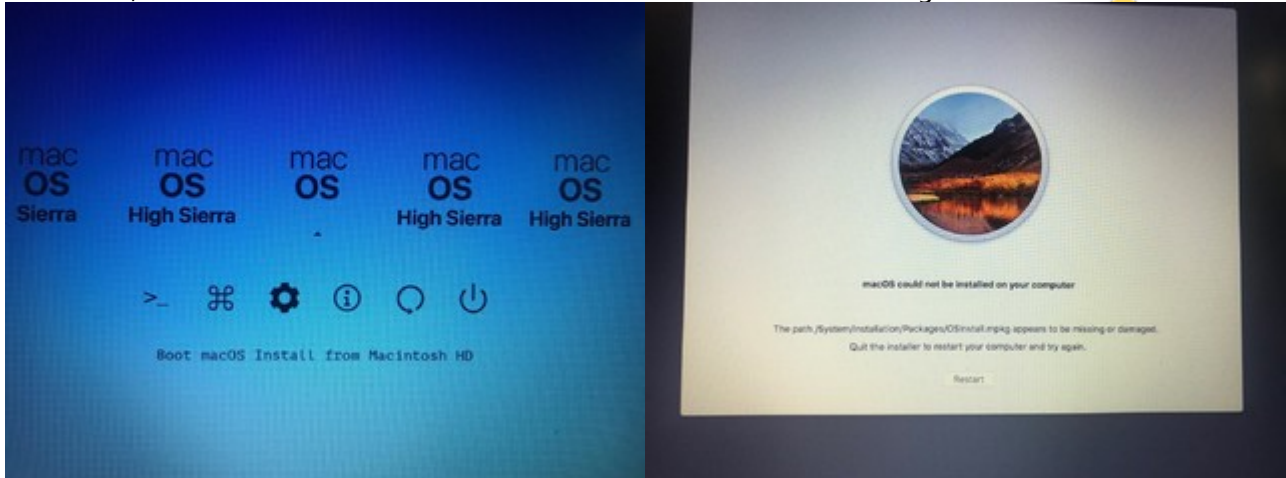 mac mac mac mac mac
OS OS OS OS OS
Sierra High Sierra High Sierra High Sierra
>_
Boot macOS Install from Macintosh HD
macOS could not be installed on your computer
The path /System/Installation/Packages/OSInstall.mpkg appears to be missing or damaged.
Quit the installer to restart your computer and try again.
Restart